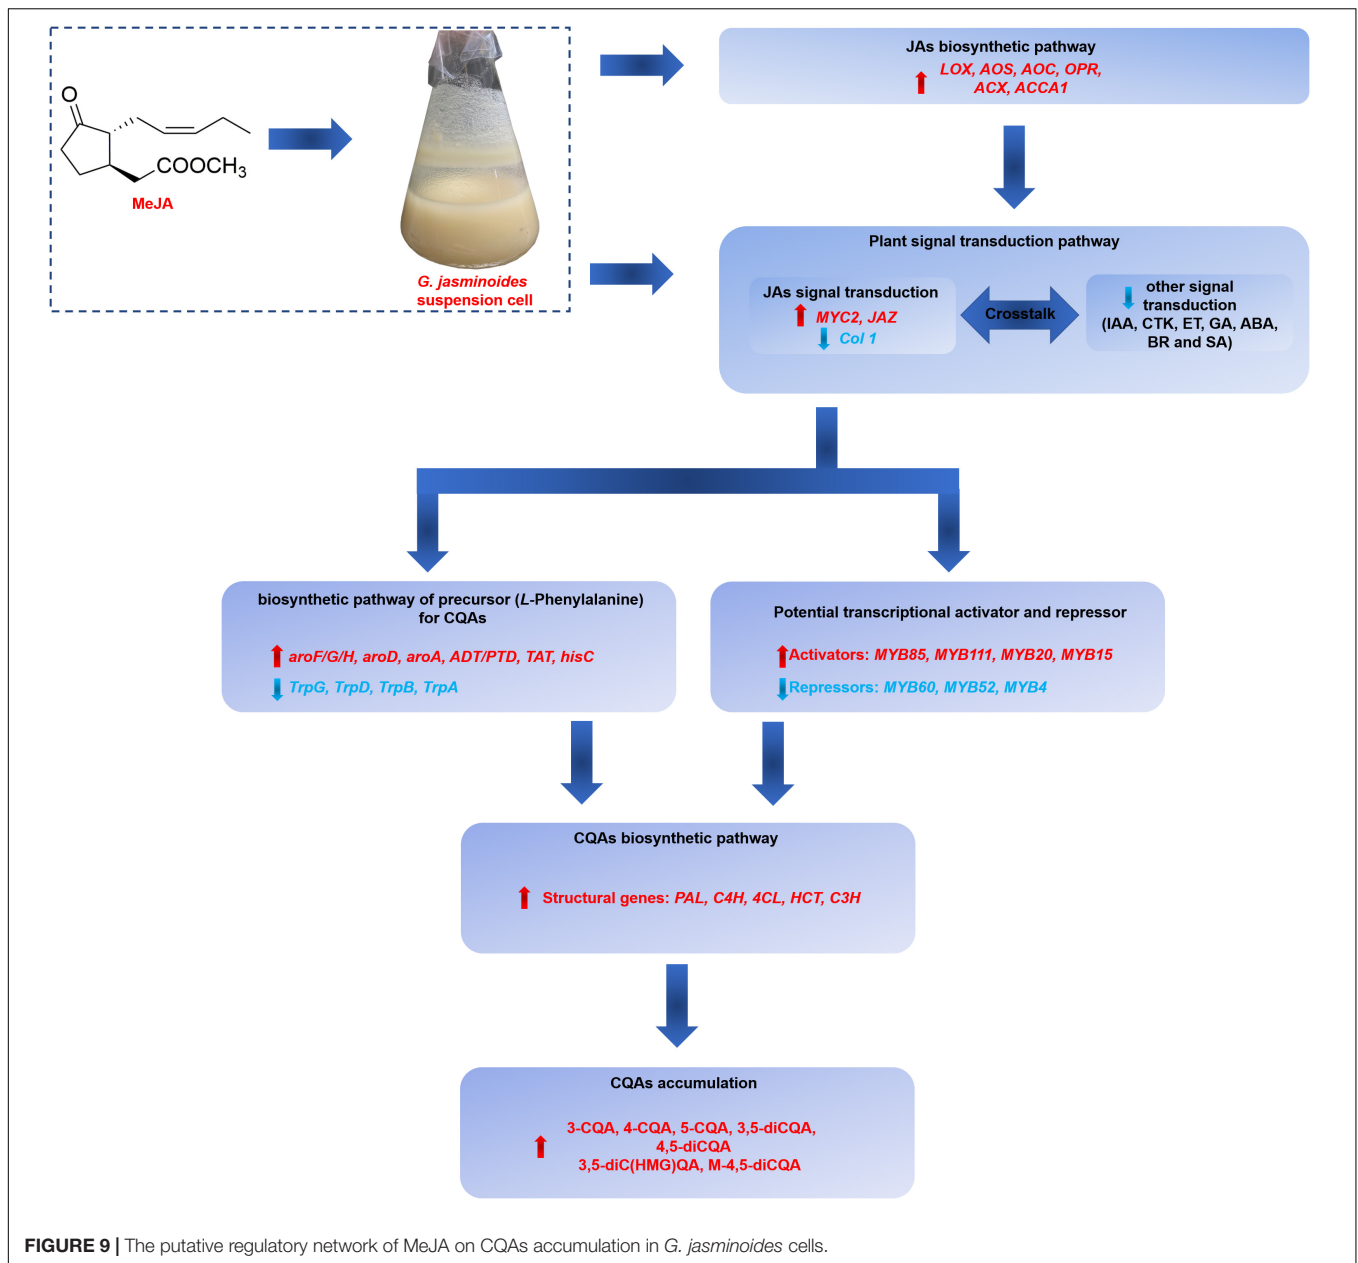 O
COOCH3
MeJA
G. jasminoides
suspension cell
JAs biosynthetic pathway
LOX, AOS, AOC, OPR,
ACX, ACCA1
Plant signal transduction pathway
JAs signal transduction
MYC2, JAZ
Col 1
Crosstalk
other signal
transduction
(IAA, CTK, ET, GA, ABA,
BR and SA)
biosynthetic pathway of precursor (L-Phenylalanine)
for CQAs
aroF/G/H, aroD, aroA, ADT/PTD, TAT, hisC
TrpG, TrpD, TrpB, TrpA
Potential transcriptional activator and repressor
Activators: MYB85, MYB111, MYB20, MYB15
Repressors: MYB60, MYB52, MYB4
CQAs biosynthetic pathway
Structural genes: PAL, C4H, 4CL, HCT, C3H
CQAs accumulation
3-CQA, 4-CQA, 5-CQA, 3,5-diCQA,
4,5-diCQA
3,5-diC(HMG)QA, M-4,5-diCQA
FIGURE 9 | The putative regulatory network of MeJA on CQAs accumulation in G. jasminoides cells.